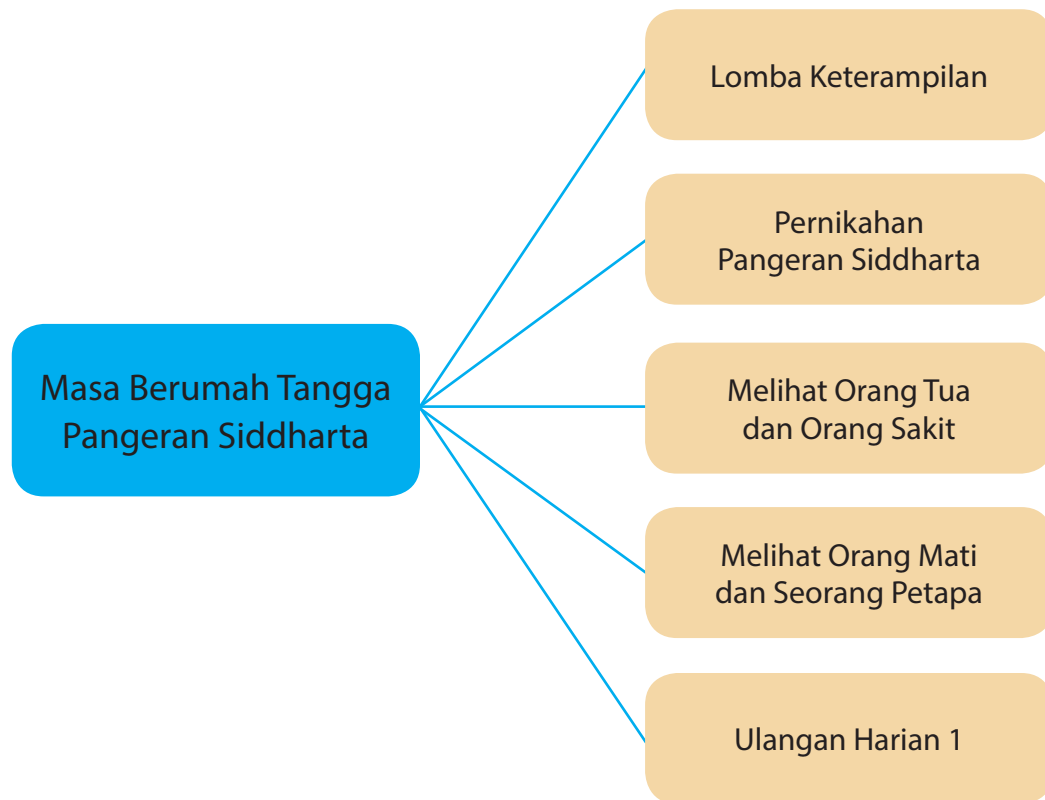 Masa Berumah Tangga
Pangeran Siddharta
Lomba Keterampilan
Pernikahan
Pangeran Siddharta
Melihat Orang Tua
dan Orang Sakit
Melihat Orang Mati
dan Seorang Petapa
Ulangan Harian 1